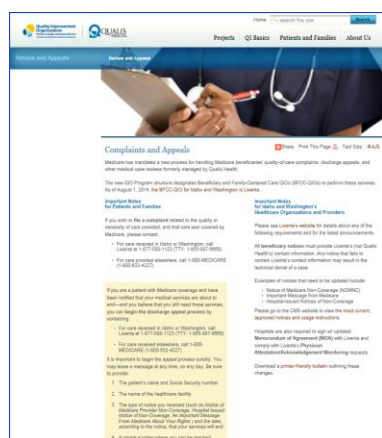 Quality Improvement
Organizations
QUALIS
Home
search the site
Search
Projects
QI Basics
Patients and Families
About Us
Review and Appeals
Review and Appeals
Complaints and Appeals
Share
Print This Page
Text Size
AAA
Medicare has mandated a new process for handling Medicare beneficiaries' quality-of-care complaints, discharge appeals, and
other medical case reviews formerly managed by Qualis Health.
The new QIO Program structure designates Beneficiary and Family-Centered Care QIOs (BFCC-QIOs) to perform these services.
As of August 1, 2014, the BFCC-QIO for Idaho and Washington is Livanta.
Important Notes
for Patients and Families
If you wish to file a complaint related to the quality or
necessity of care provided, and that care was covered by
Medicare, please contact:
• For care received in Idaho or Washington, call
Livanta at 1-877-588-1123 (TTY: 1-855-887-6668)
• For care provided elsewhere, call 1-800-MEDICARE
(1-800-633-4227)
If you are a patient with Medicare coverage and have
been notified that your medical services are about to
end—and you believe that you still need these services,
you can begin the discharge appeal process by
contacting:
• For care received in Idaho or Washington, call
Livanta at 1-877-588-1123 (TTY: 1-855-887-6668)
• For care received elsewhere, call 1-800-
MEDICARE (1-800-633-4227)
It is important to begin the appeal process quickly. You
may leave a message at any time, on any day. Be sure
to provide:
1. The patient's name and Social Security number
2. The name of the healthcare facility
3. The type of notice you received (such as Notice of
Medicare Provider Non-Coverage, Hospital-Issued
Notice of Non-Coverage, An Important Message
From Medicare About Your Rights) and the date,
according to the notice, that your services will end
4. A phone number where you can be reached
Important Notes
for Idaho and Washington's
Healthcare Organizations and Providers
Please see Livanta's website for details about any of the
following requirements and for the latest announcements.
All beneficiary notices must provide Livanta's (not Qualis
Health's) contact information. Any notice that fails to
contain Livanta's contact information may result in the
technical denial of a case.
Examples of notices that need to be updated include:
• Notice of Medicare Non-Coverage (NOMNC)
• Important Message from Medicare
• Hospital-Issued Notices of Non-Coverage
Please go to the CMS website to view the most current,
approved notices and usage instructions.
Hospitals are also required to sign an updated
Memorandum of Agreement (MOA) with Livanta and
comply with Livanta's Physician
Attestation/Acknowledgement Monitoring requests.
Download a printer-friendly bulletin outlining these
changes.